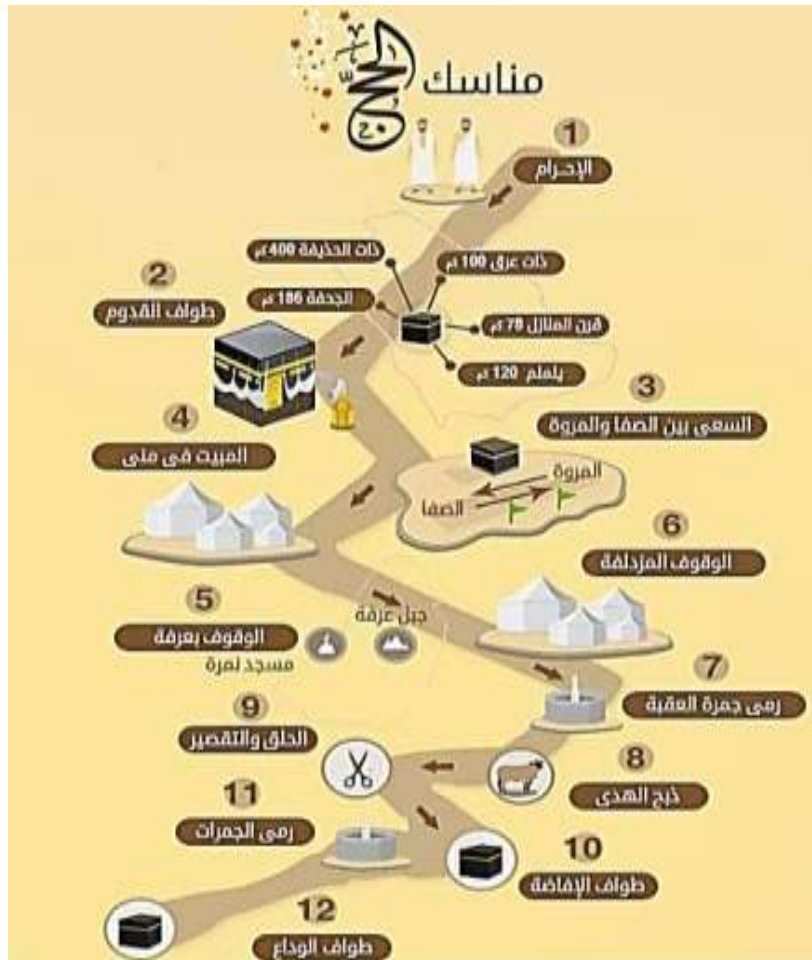 مناسك الحج
1
الإحرام
ذات الحذيفة 400 كم
ذات عرق 100 كم
الجحفة 186 كم
قرن المنازل 78 كم
يلملم 120 كم
2
طواف القدوم
3
السعى بين الصفا والمروة
المروة
الصفا
4
المبيت فى منى
5
الوقوف بعرفة
مسجد نمرة
جبل عرفة
6
الوقوف المزدلفة
7
رمى جمرة العقبة
8
ذبح الهدى
9
الحلق والتقصير
10
طواف الإفاضة
11
رمى الجمرات
12
طواف الوداع